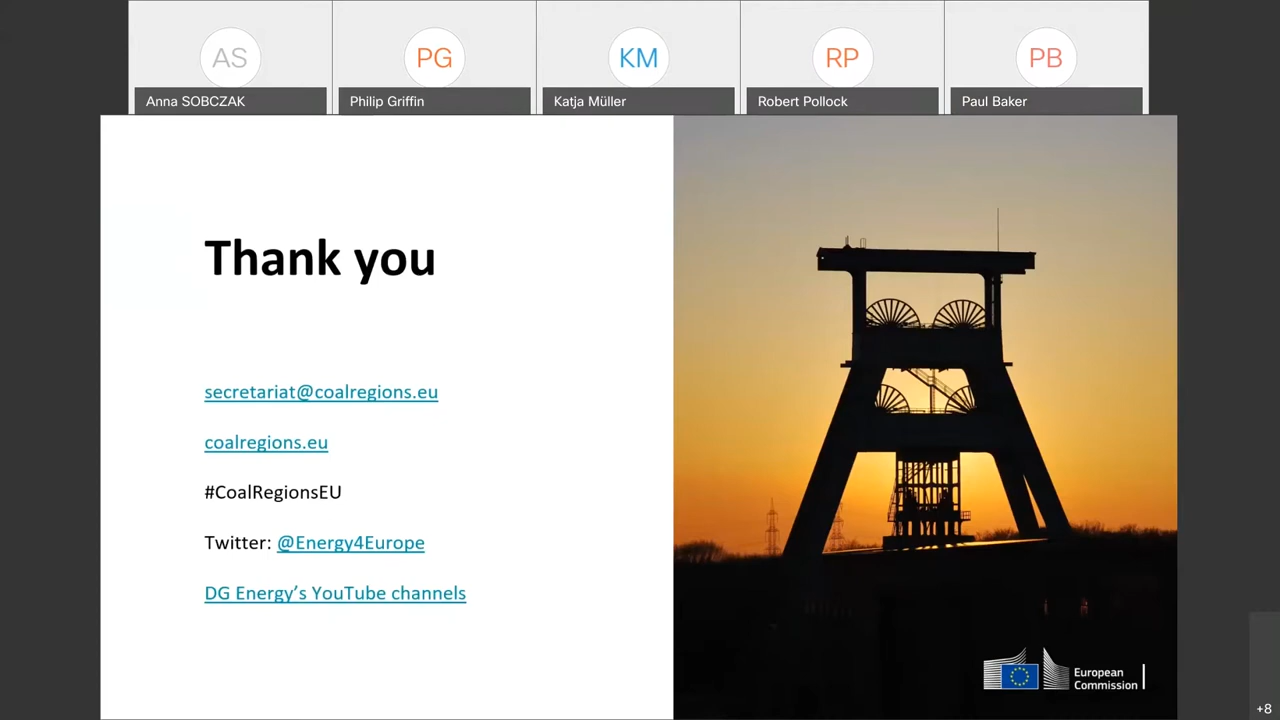 AS
PG
KM
RP
PB
Anna SOBCZAK
Philip Griffin
Katja Müller
Robert Pollock
Paul Baker
Thank you
secretariat@coalregions.eu
coalregions.eu
#CoalRegionsEU
Twitter: @Energy4Europe
DG Energy’s YouTube channels
European
Commission
+8